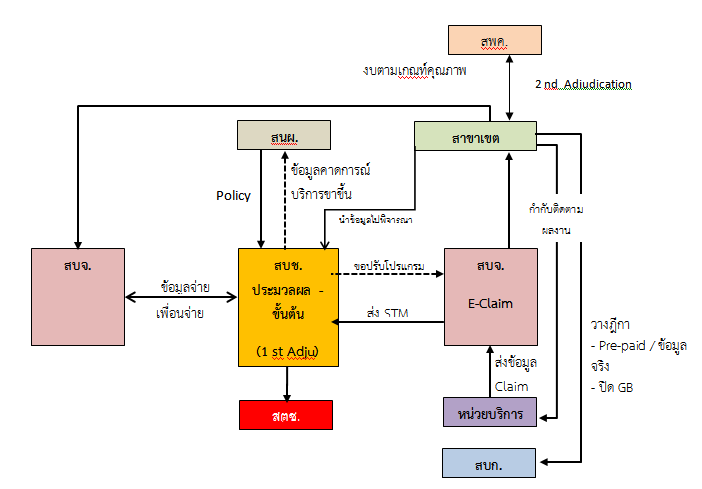 สพค.
งบตามเกณท์คุณภาพ
2 nd Adiudication
สนผ.
สาขาเขต
ข้อมูลคาดการณ์
บริการขาขึ้น
Policy
นำข้อมูลไปพิจารณา
กำกับติดตาม
ผลงาน
สบจ.
สบช.
ประมวลผล -
ขั้นต้น
(1 st Adju)
ขอปรับโปรแกรม
สบจ.
E-Claim
ข้อมูลจ่าย
เพื่อนจ่าย
ส่ง STM
วางฎีกา
- Pre-paid / ข้อมูล
จริง
- ปิด GB
ส่งข้อมูล
Claim
สตช.
หน่วยบริการ
สบก.